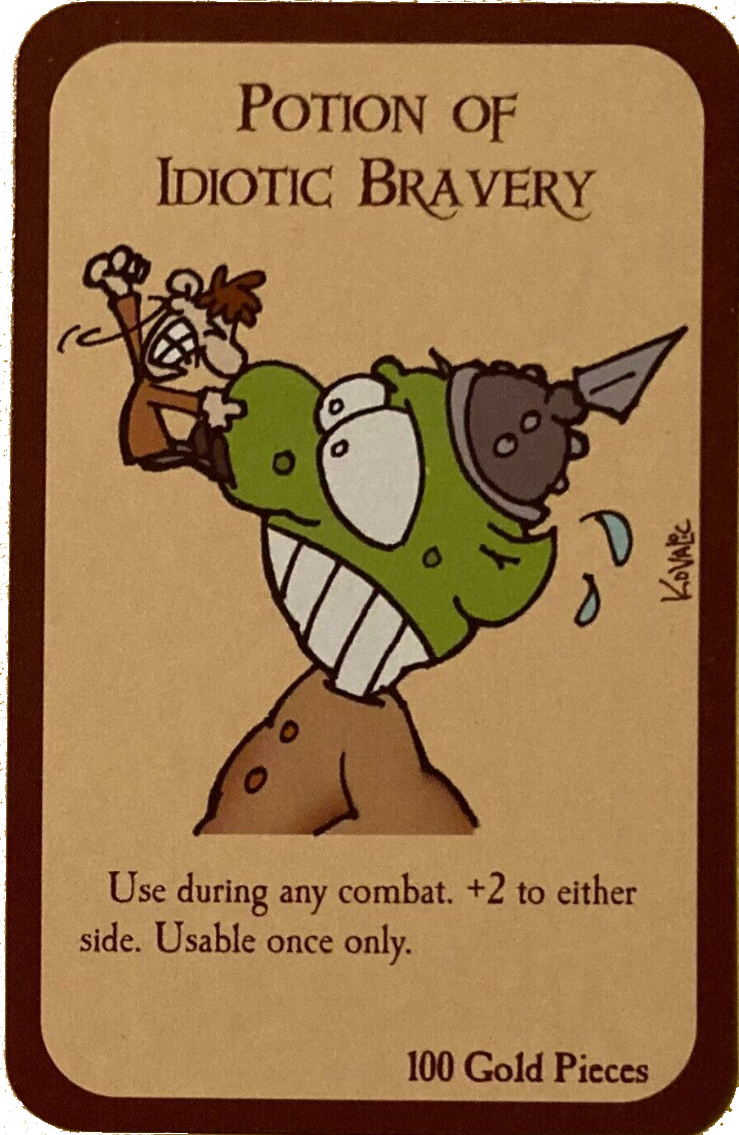 Potion of
Idiotic Bravery
Kovalic
Use during any combat. +2 to either
side. Usable once only.
100 Gold Pieces